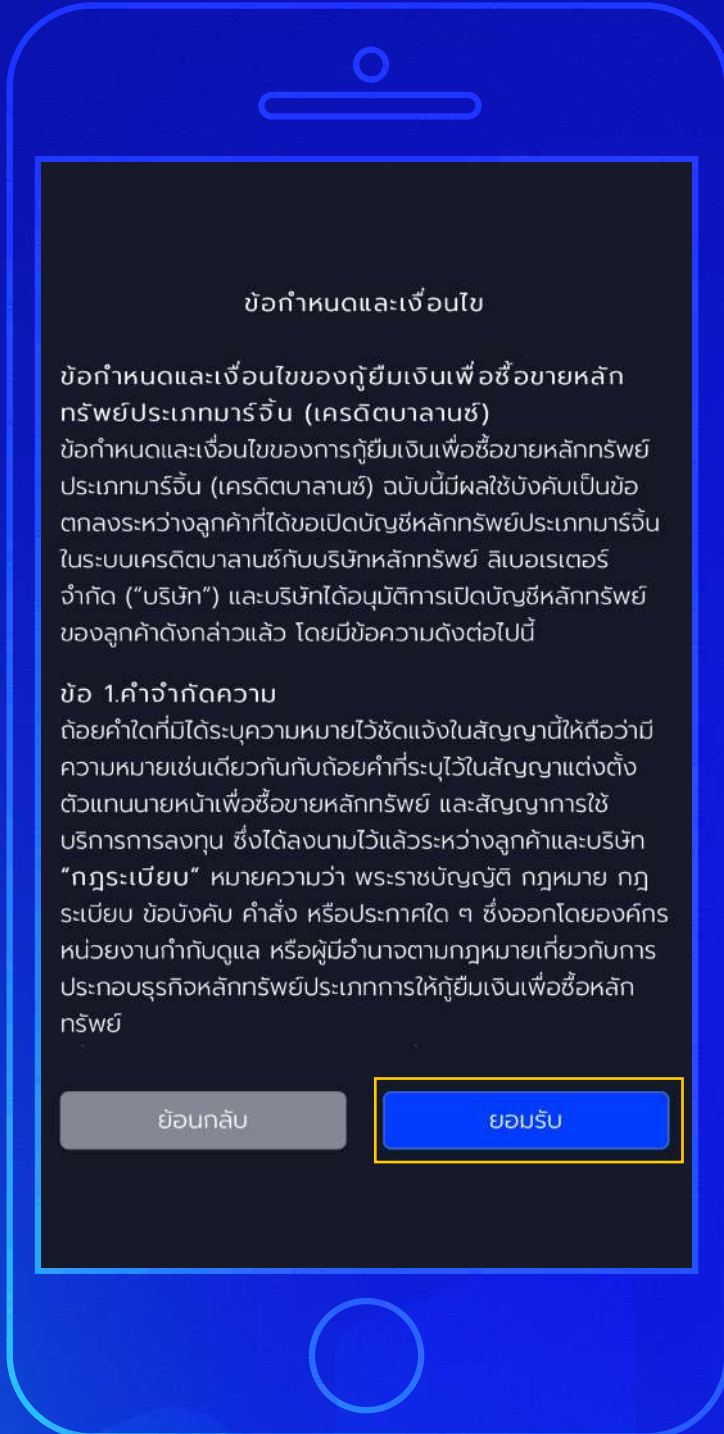 ข้อกำหนดและเงื่อนไข
ข้อกำหนดและเงื่อนไขของกู้ยืมเงินเพื่อซื้อขายหลัก
ทรัพย์ประเภทมาร์จิ้น (เครดิตบาลานซ์)
ข้อกำหนดและเงื่อนไขของการกู้ยืมเงินเพื่อซื้อขายหลักทรัพย์
ประเภทมาร์จิ้น (เครดิตบาลานซ์) ฉบับนี้มีผลใช้บังคับเป็นข้อ
ตกลงระหว่างลูกค้าที่ได้ขอเปิดบัญชีหลักทรัพย์ประเภทมาร์จิ้น
ในระบบเครดิตบาลานซ์กับบริษัทหลักทรัพย์ ลิเบอเรเตอร์
จำกัด (“บริษัท”) และบริษัทได้อนุมัติการเปิดบัญชีหลักทรัพย์
ของลูกค้าดังกล่าวแล้ว โดยมีข้อความดังต่อไปนี้
ข้อ 1.คำจำกัดความ
ถ้อยคำใดที่มิได้ระบุความหมายไว้ชัดแจ้งในสัญญานี้ให้ถือว่ามี
ความหมายเช่นเดียวกันกับถ้อยคำที่ระบุไว้ในสัญญาแต่งตั้ง
ตัวแทนนายหน้าเพื่อซื้อขายหลักทรัพย์ และสัญญาการใช้
บริการการลงทุน ซึ่งได้ลงนามไว้แล้วระหว่างลูกค้าและบริษัท
“กฎระเบียบ” หมายความว่า พระราชบัญญัติ กฎหมาย กฎ
ระเบียบ ข้อบังคับ คำสั่ง หรือประกาศใด ๆ ซึ่งออกโดยองค์กร
หน่วยงานกำกับดูแล หรือผู้มีอำนาจตามกฎหมายเกี่ยวกับการ
ประกอบธุรกิจหลักทรัพย์ประเภทการให้กู้ยืมเงินเพื่อซื้อหลัก
ทรัพย์
ย้อนกลับ
ยอมรับ